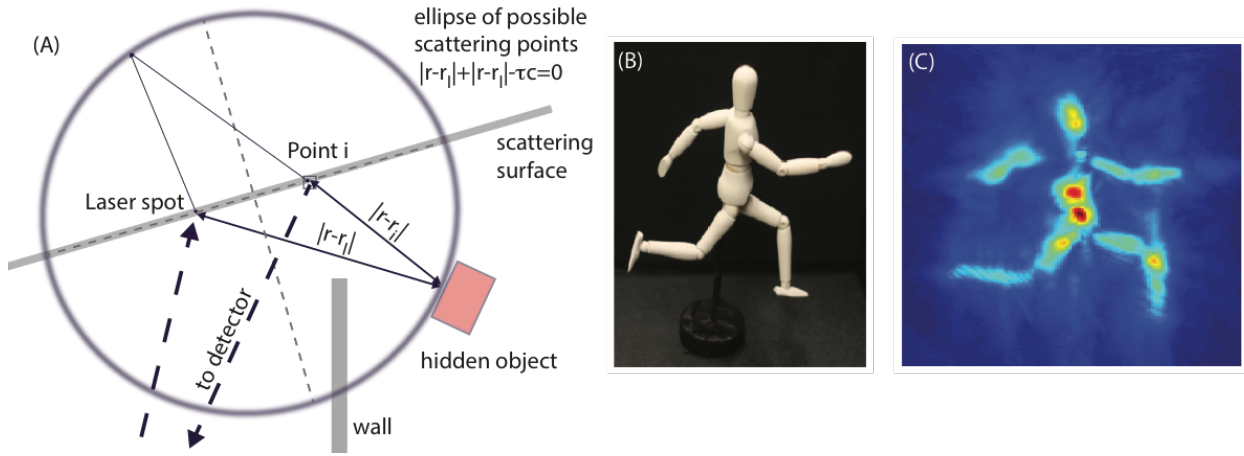 (A)
ellipse of possible
scattering points
|r-rₗ|+|r-rₗ|-τc=0
scattering
surface
Point i
Laser spot
|r-rᵢ|
|r-rₗ|
to detector
hidden object
wall
(B)
(C)